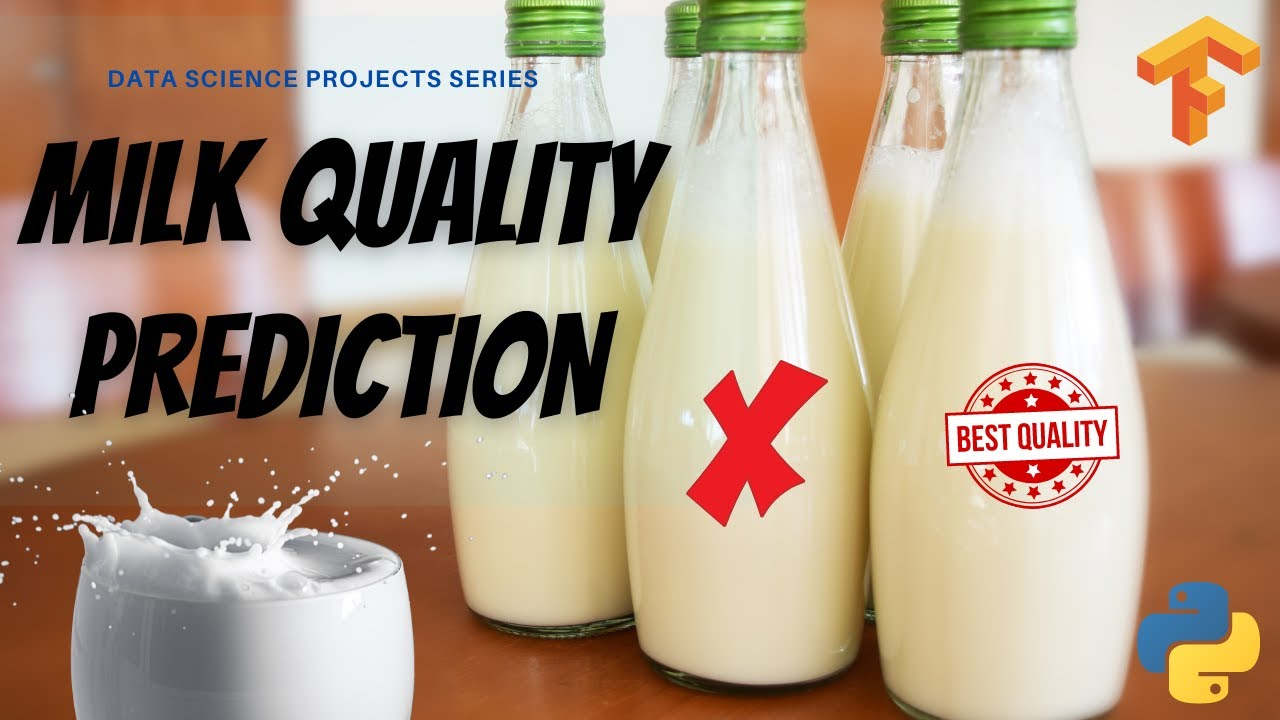 DATA SCIENCE PROJECTS SERIES
MILK QUALITY
PREDICTION
BEST QUALITY